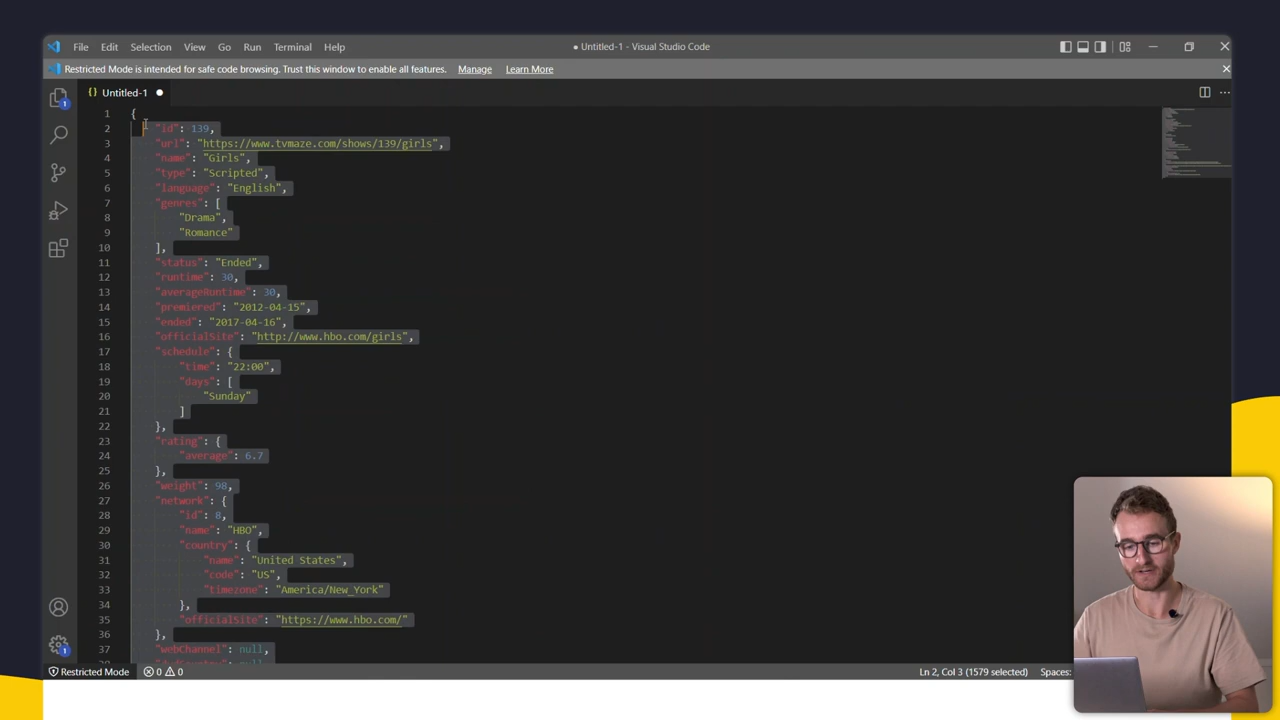 File Edit Selection View Go Run Terminal Help
● Untitled-1 - Visual Studio Code
Restricted Mode is intended for safe code browsing. Trust this window to enable all features. Manage Learn More
{} Untitled-1 ●
1 {
2 "id": 139,
3 "url": "https://www.tvmaze.com/shows/139/girls",
4 "name": "Girls",
5 "type": "Scripted",
6 "language": "English",
7 "genres": [
8 "Drama",
9 "Romance"
10 ],
11 "status": "Ended",
12 "runtime": 30,
13 "averageRuntime": 30,
14 "premiered": "2012-04-15",
15 "ended": "2017-04-16",
16 "officialSite": "http://www.hbo.com/girls",
17 "schedule": {
18 "time": "22:00",
19 "days": [
20 "Sunday"
21 ]
22 },
23 "rating": {
24 "average": 6.7
25 },
26 "weight": 98,
27 "network": {
28 "id": 8,
29 "name": "HBO",
30 "country": {
31 "name": "United States",
32 "code": "US",
33 "timezone": "America/New_York"
34 },
35 "officialSite": "https://www.hbo.com/"
36 },
37 "webChannel": null,
1
1
Restricted Mode 0 0 Ln 2, Col 3 (1579 selected) Spaces: